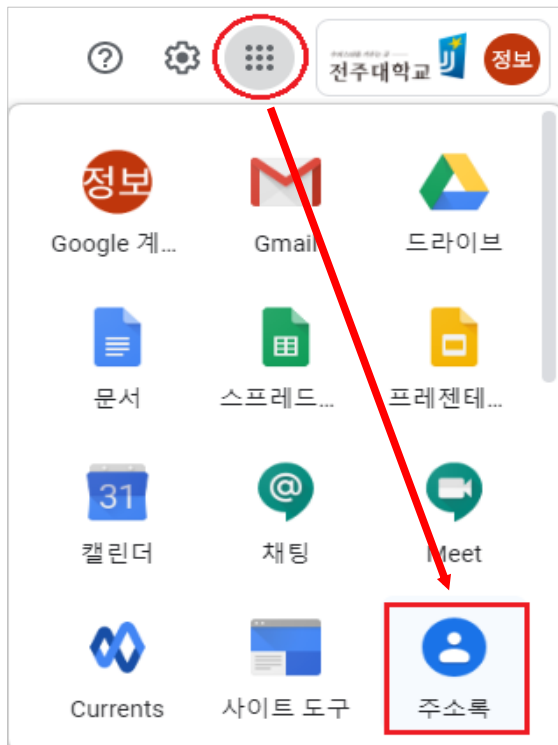 전주대학교 정보
정보
Google 계... Gmail 드라이브
문서 스프레드... 프레젠테...
31
캘린더 채팅 Meet
Currents 사이트 도구 주소록